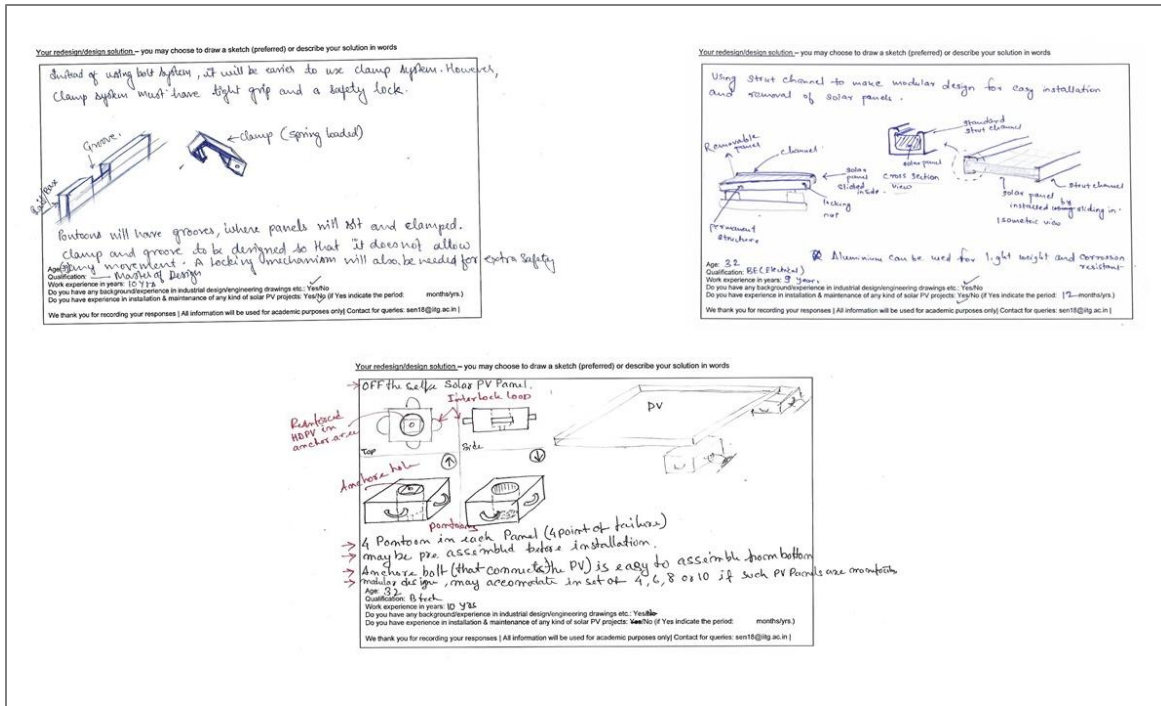 Your redesign/design solution – you may choose to draw a sketch (preferred) or describe your solution in words
Instead of using bolt system, it will be easier to use clamp system. However,
clamp system must have tight grip and a safety lock.
Groove.
clamp (spring loaded)
Rail/Box
Pontoons will have grooves, where panels will sit and clamped.
clamp and groove to be designed so that it does not allow
any movement. A locking mechanism will also be needed for extra safety
Age:
Qualification: Master of Design
Work experience in years: 10 yrs
Do you have any background/experience in industrial design/engineering drawings etc.: Yes/No
Do you have experience in installation & maintenance of any kind of solar PV projects: Yes/No (if Yes indicate the period: months/yrs.)
We thank you for recording your responses | All information will be used for academic purposes only| Contact for queries: sen18@iitg.ac.in |
Your redesign/design solution – you may choose to draw a sketch (preferred) or describe your solution in words
Using strut channel to make modular design for easy installation
and removal of solar panels.
Removable
panel
channel
solar
panel
slided
inside
locking
nut
permanent
structure
standard
strut channel
solar panel
cross section
view
strut channel
solar panel by
installed using sliding in
Isometric view
Aluminium can be used for light weight and corrosion
resistant
Age: 32
Qualification: BE(Electrical)
Work experience in years: 9 years
Do you have any background/experience in industrial design/engineering drawings etc.: Yes/No
Do you have experience in installation & maintenance of any kind of solar PV projects: Yes/No (if Yes indicate the period: 12 months/yrs.)
We thank you for recording your responses | All information will be used for academic purposes only| Contact for queries: sen18@iitg.ac.in |
Your redesign/design solution – you may choose to draw a sketch (preferred) or describe your solution in words
OFF the selfe Solar PV Panel.
Interlock loop
Reinforced
HDPV in
anchor area
Top
Side
PV
Anchore hole
pontoons
4 Pontoon in each Panel (4 point of failure)
may be pre assembled before installation.
Anchore bolt (that connects the PV) is easy to assemble from bottom
modular design, may accomodate in set of 4, 6, 8 or 10 if such PV Panels are
Age: 32
Qualification: B tech
Work experience in years: 10 yrs
Do you have any background/experience in industrial design/engineering drawings etc.: Yes/No
Do you have experience in installation & maintenance of any kind of solar PV projects: Yes/No (if Yes indicate the period: months/yrs.)
We thank you for recording your responses | All information will be used for academic purposes only| Contact for queries: sen18@iitg.ac.in |